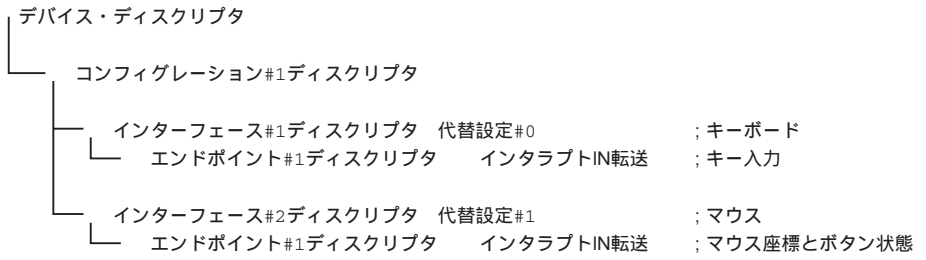 デバイス・ディスクリプタ
コンフィグレーション#1ディスクリプタ
インターフェース#1ディスクリプタ 代替設定#0 ;キーボード
エンドポイント#1ディスクリプタ インタラプトIN転送 ;キー入力
インターフェース#2ディスクリプタ 代替設定#1 ;マウス
エンドポイント#1ディスクリプタ インタラプトIN転送 ;マウス座標とボタン状態